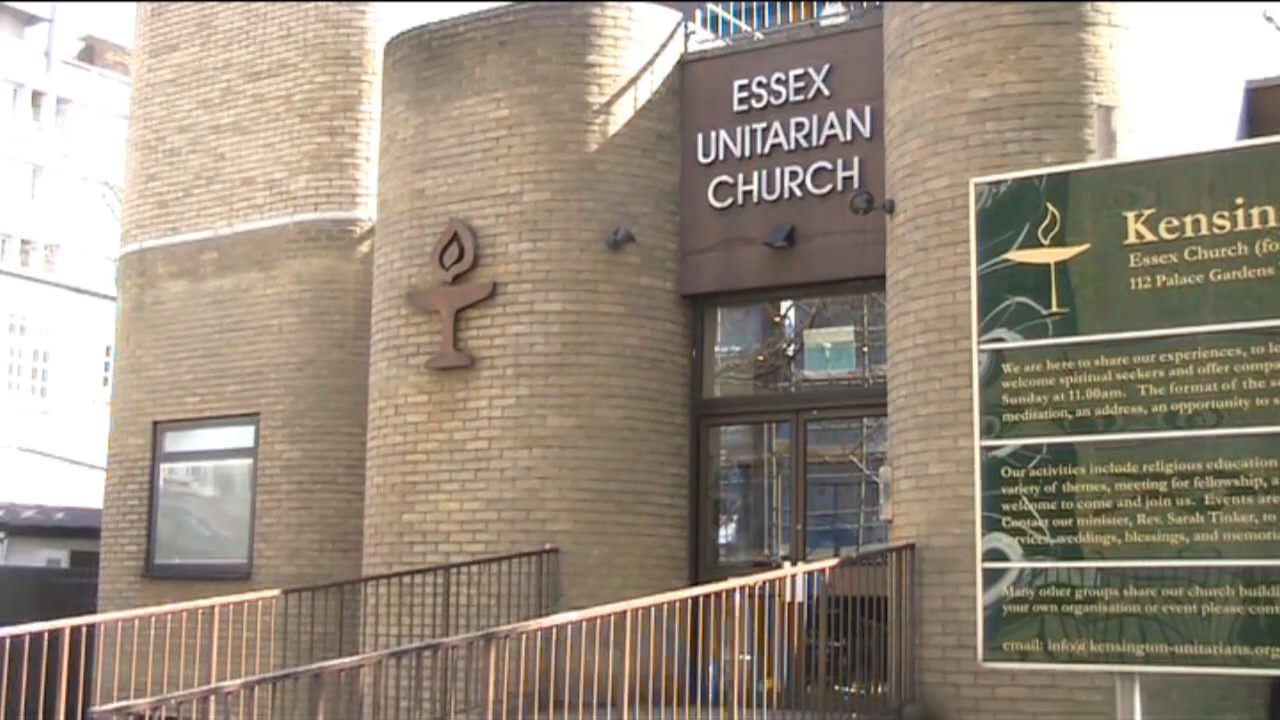 ESSEX
UNITARIAN
CHURCH
Kensin
Essex Church (fo
112 Palace Gardens
We are here to share our experiences, to le
welcome spiritual seekers and offer compa
Sunday at 11.00am. The format of the s
meditation, an address, an opportunity to s
Our activities include religious education
variety of themes, meeting for fellowship, a
welcome to come and join us. Events are
Contact our minister, Rev. Sarah Tinker, to
services, weddings, blessings, and memoria
Many other groups share our church buildi
your own organisation or event please cont
email: info@kensington-unitarians.org